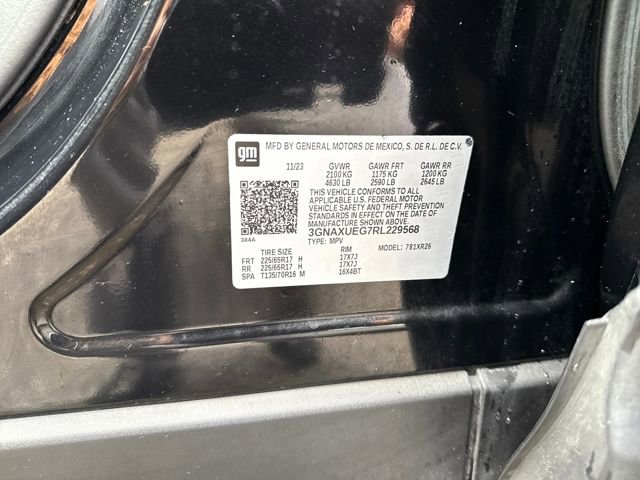 gm
MFD BY GENERAL MOTORS DE MEXICO, S. DE R.L. DE C.V.
11/23 GVWR GAWR FRT GAWR RR
2100 KG 1175 KG 1200 KG
4630 LB 2590 LB 2645 LB
THIS VEHICLE CONFORMS TO ALL
APPLICABLE U.S. FEDERAL MOTOR
VEHICLE SAFETY AND THEFT PREVENTION
STANDARDS IN EFFECT ON THE DATE OF
MANUFACTURE SHOWN ABOVE.
3GNAXUEG7RL229568
384A
TYPE: MPV MODEL: 781XR26
TIRE SIZE RIM
FRT 225/65R17 H 17X7J
RR 225/65R17 H 17X7J
SPA T135/70R16 M 16X4BT